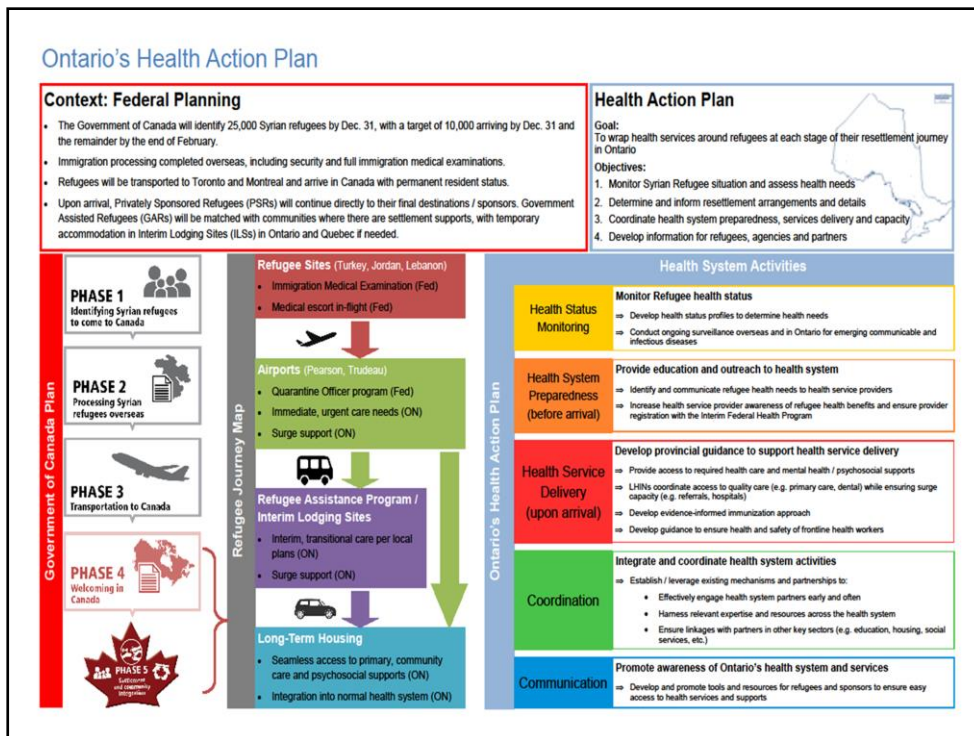 Ontario's Health Action Plan
Context: Federal Planning
• The Government of Canada will identify 25,000 Syrian refugees by Dec. 31, with a target of 10,000 arriving by Dec. 31 and
the remainder by the end of February.
• Immigration processing completed overseas, including security and full immigration medical examinations.
• Refugees will be transported to Toronto and Montreal and arrive in Canada with permanent resident status.
• Upon arrival, Privately Sponsored Refugees (PSRs) will continue directly to their final destinations / sponsors. Government
Assisted Refugees (GARs) will be matched with communities where there are settlement supports, with temporary
accommodation in Interim Lodging Sites (ILSs) in Ontario and Quebec if needed.
Health Action Plan
Goal:
To wrap health services around refugees at each stage of their resettlement journey
in Ontario
Objectives:
1. Monitor Syrian Refugee situation and assess health needs
2. Determine and inform resettlement arrangements and details
3. Coordinate health system preparedness, services delivery and capacity
4. Develop information for refugees, agencies and partners
Government of Canada Plan
PHASE 1
Identifying Syrian refugees
to come to Canada
PHASE 2
Processing Syrian
refugees overseas
PHASE 3
Transportation to Canada
PHASE 4
Welcoming in
Canada
PHASE 5
Settlement
and community
integration
Refugee Journey Map
Refugee Sites (Turkey, Jordan, Lebanon)
• Immigration Medical Examination (Fed)
• Medical escort in-flight (Fed)
Airports (Pearson, Trudeau)
• Quarantine Officer program (Fed)
• Immediate, urgent care needs (ON)
• Surge support (ON)
Refugee Assistance Program /
Interim Lodging Sites
• Interim, transitional care per local
plans (ON)
• Surge support (ON)
Long-Term Housing
• Seamless access to primary, community
care and psychosocial supports (ON)
• Integration into normal health system (ON)
Ontario's Health Action Plan
Health System Activities
Health Status
Monitoring
Monitor Refugee health status
⇒ Develop health status profiles to determine health needs
⇒ Conduct ongoing surveillance overseas and in Ontario for emerging communicable and
infectious diseases
Health System
Preparedness
(before arrival)
Provide education and outreach to health system
⇒ Identify and communicate refugee health needs to health service providers
⇒ Increase health service provider awareness of refugee health benefits and ensure provider
registration with the Interim Federal Health Program
Health Service
Delivery
(upon arrival)
Develop provincial guidance to support health service delivery
⇒ Provide access to required health care and mental health / psychosocial supports
⇒ LHINs coordinate access to quality care (e.g. primary care, dental) while ensuring surge
capacity (e.g. referrals, hospitals)
⇒ Develop evidence-informed immunization approach
⇒ Develop guidance to ensure health and safety of frontline health workers
Coordination
Integrate and coordinate health system activities
⇒ Establish / leverage existing mechanisms and partnerships to:
• Effectively engage health system partners early and often
• Harness relevant expertise and resources across the health system
• Ensure linkages with partners in other key sectors (e.g. education, housing, social
services, etc.)
Communication
Promote awareness of Ontario's health system and services
⇒ Develop and promote tools and resources for refugees and sponsors to ensure easy
access to health services and supports